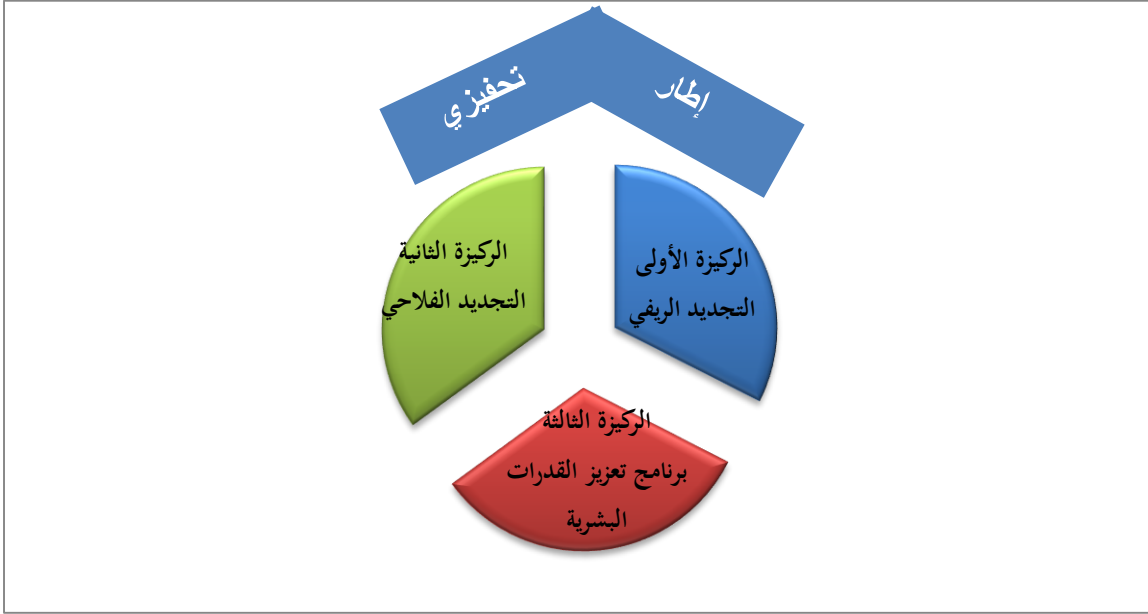 إطار
تحفيزي
الركيزة الأولى
التجديد الريفي
الركيزة الثانية
التجديد الفلاحي
الركيزة الثالثة
برنامج تعزيز القدرات
البشرية